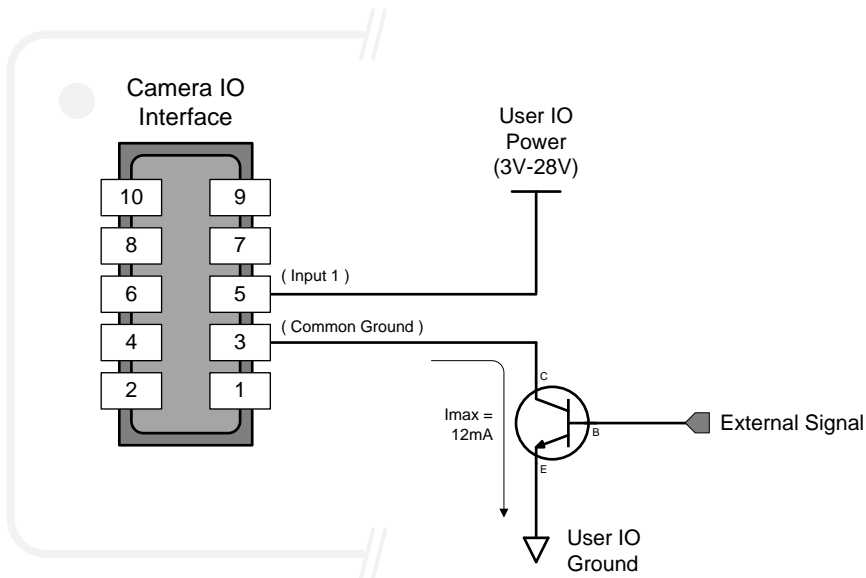 Camera IO
Interface
User IO
Power
(3V-28V)
10
9
8
7
6
5
4
3
2
1
( Input 1 )
( Common Ground )
C
Imax =
12mA
B
External Signal
E
User IO
Ground